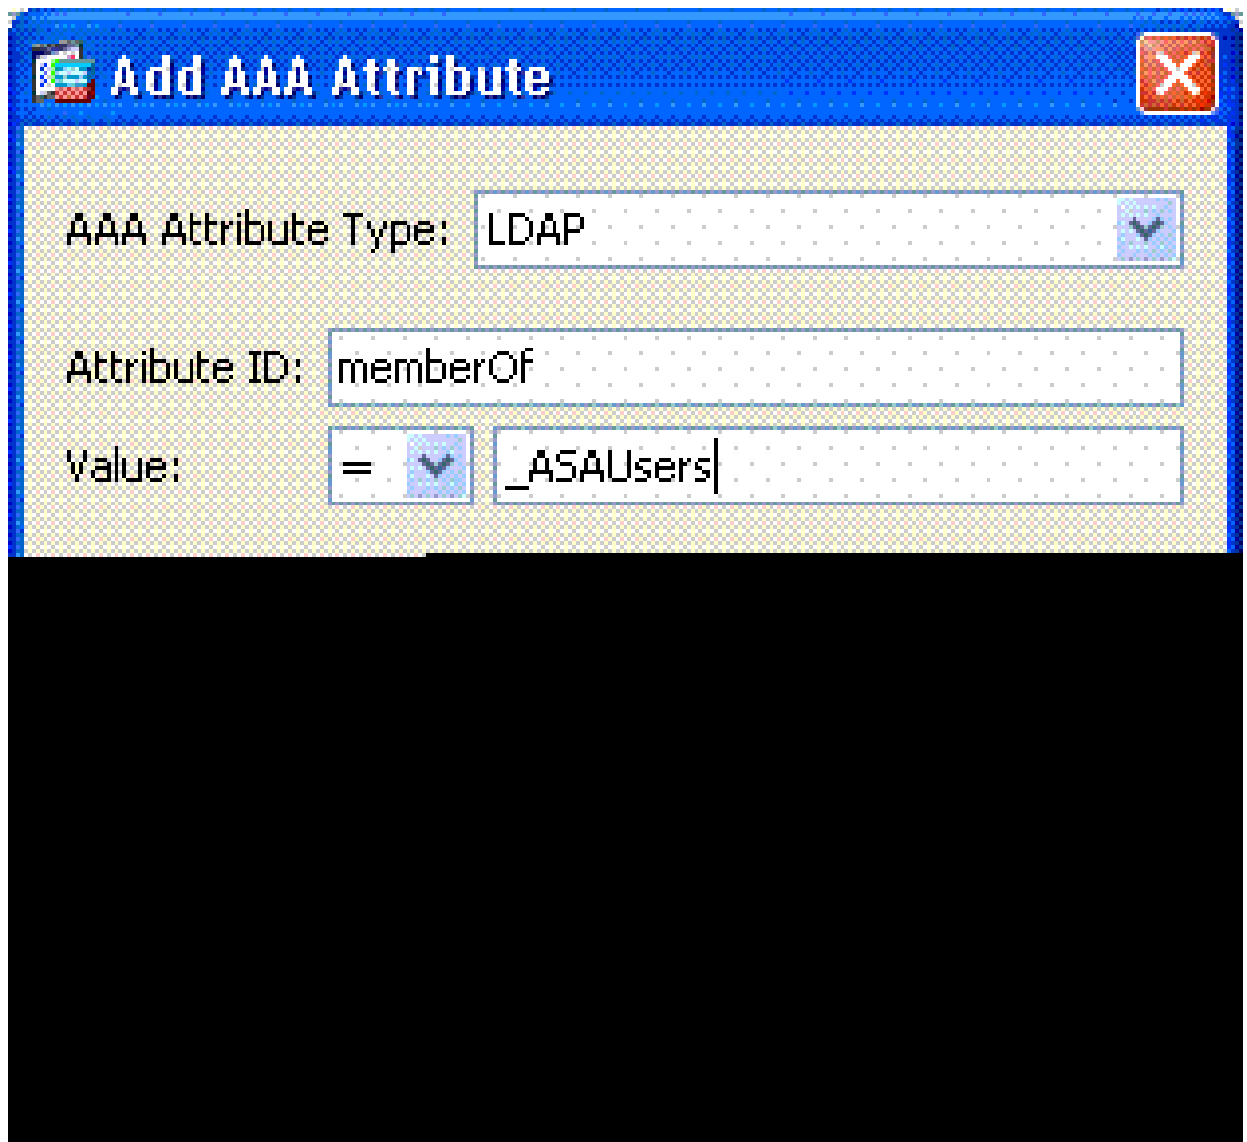 Add AAA Attribute
AAA Attribute Type: LDAP
Attribute ID: memberOf
Value: = _ASAUsers